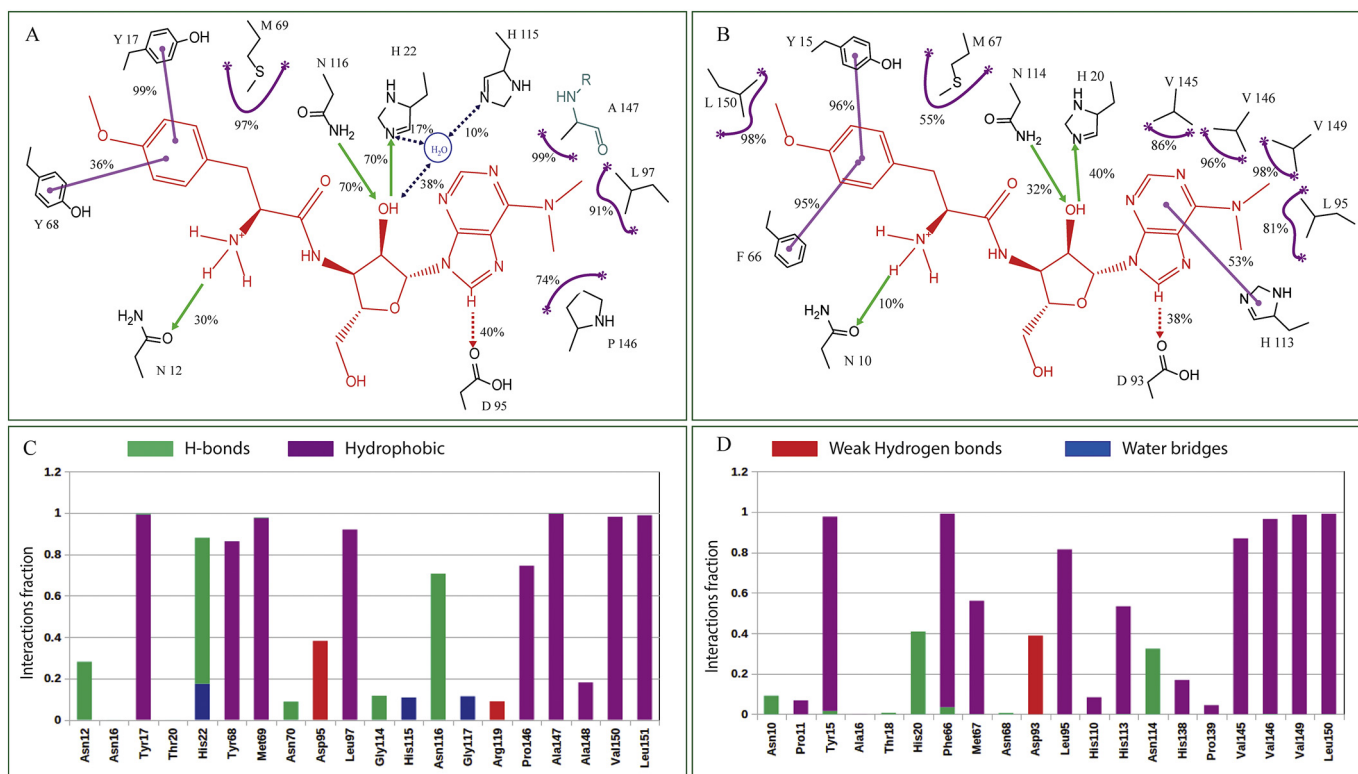 A
Y 17
OH
M 69
S
N 116
O
NH₂
H 22
NH
N
H 115
N
NH
R
HN
O
A 147
99%
97%
17%
10%
H₂O
70%
70%
38%
99%
L 97
91%
74%
NH
P 146
36%
Y 68
OH
O
O
OH
N
N
N
N
N
HN
O
H
H
H
N⁺
H
30%
H₂N
O
N 12
OH
40%
O
OH
D 95
B
Y 15
OH
L 150
M 67
S
N 114
O
NH₂
H 20
HN
N
V 145
V 146
V 149
98%
96%
55%
86%
96%
98%
32%
40%
L 95
81%
95%
F 66
O
O
OH
N
N
N
N
N
HN
O
H
H
H
N⁺
H
53%
10%
H₂N
O
N 10
OH
38%
O
OH
D 93
N
NH
H 113
C
H-bonds
Hydrophobic
Interactions fraction
1.2
1
0.8
0.6
0.4
0.2
0
Asn12
Asn16
Tyr17
Thr20
His22
Tyr68
Met69
Asn70
Asp95
Leu97
Gly114
His115
Asn116
Gly117
Arg119
Pro146
Ala147
Ala148
Val150
Leu151
D
Weak Hydrogen bonds
Water bridges
Interactions fraction
1.2
1
0.8
0.6
0.4
0.2
0
Asn10
Pro11
Tyr15
Ala16
Thr18
His20
Phe66
Met67
Asn68
Asp93
Leu95
His110
His113
Asn114
His138
Pro139
Val145
Val146
Val149
Leu150